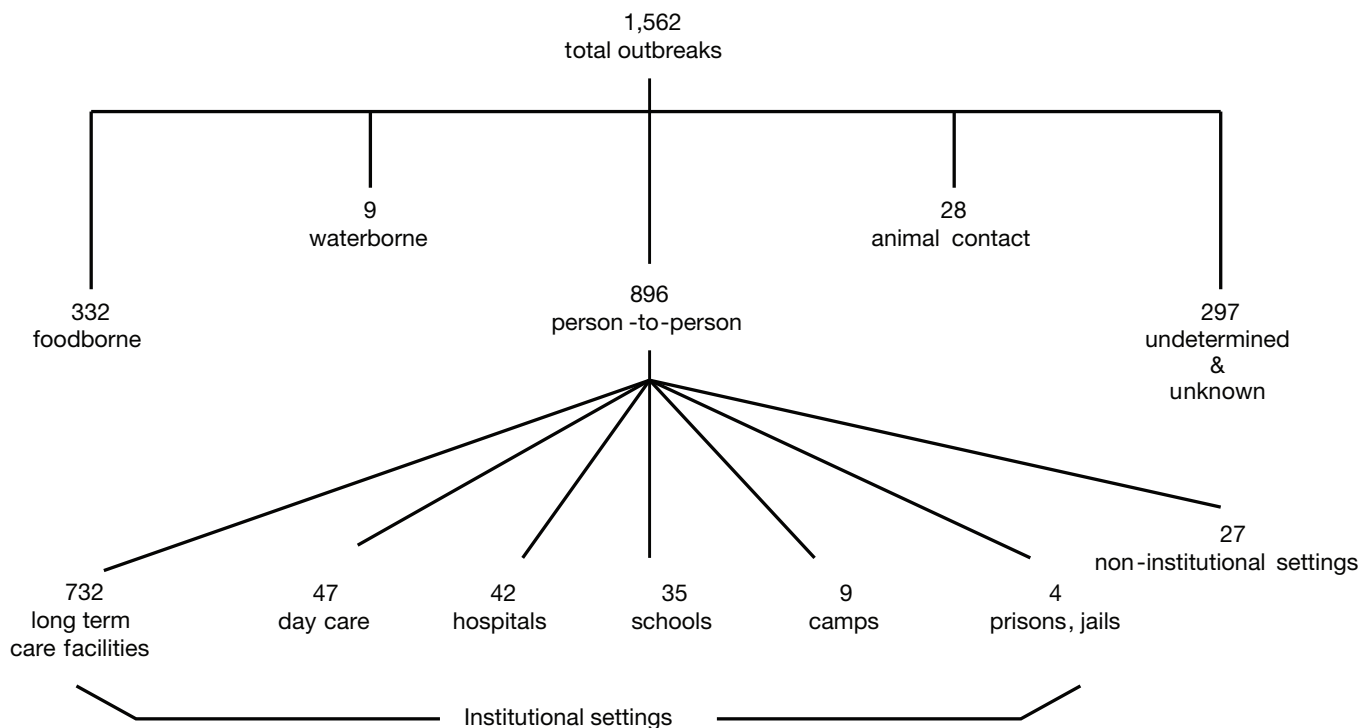 1,562
total outbreaks
9
waterborne
28
animal contact
332
foodborne
896
person -to-person
297
undetermined
&
unknown
732
long term
care facilities
47
day care
42
hospitals
35
schools
9
camps
4
prisons, jails
27
non-institutional settings
Institutional settings